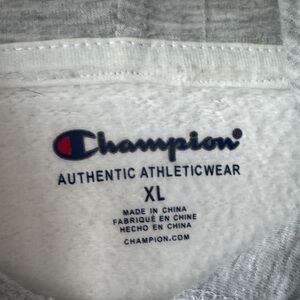 Champion
AUTHENTIC ATHLETICWEAR
XL
MADE IN CHINA
FABRIQUÉ EN CHINE
HECHO EN CHINA
CHAMPION.COM